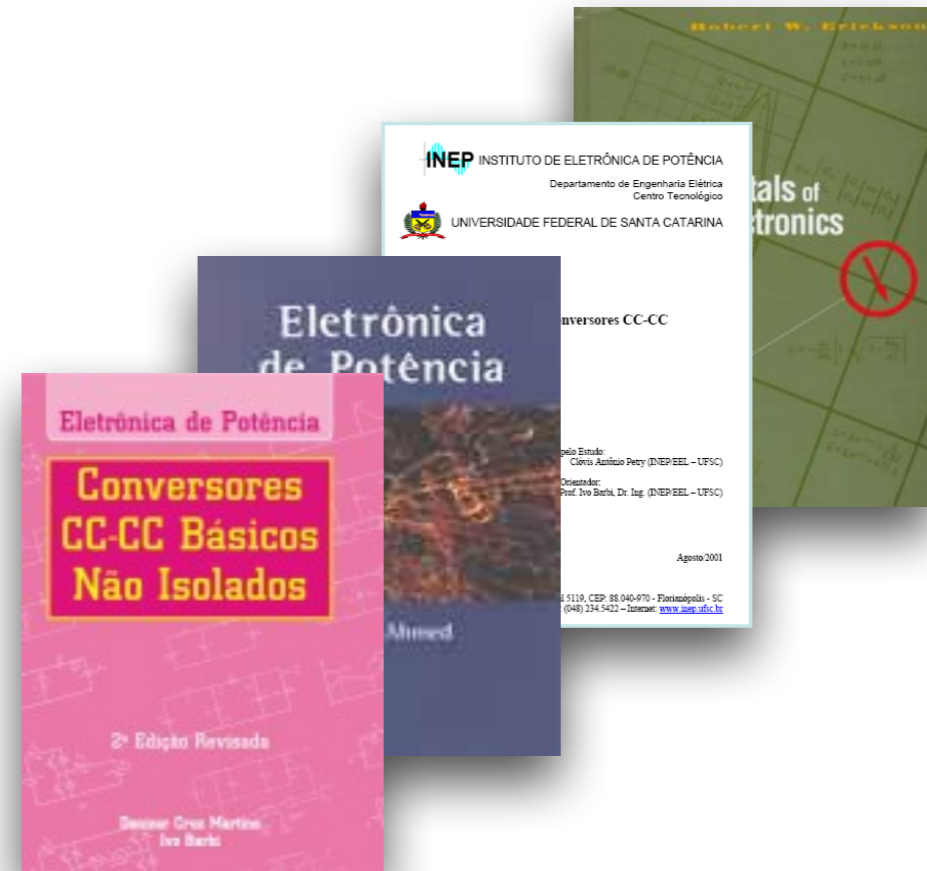 Robert W. Erickson
tals of
tronics
INEP INSTITUTO DE ELETRÔNICA DE POTÊNCIA
Departamento de Engenharia Elétrica
Centro Tecnológico
UNIVERSIDADE FEDERAL DE SANTA CATARINA
nversores CC-CC
pelo Estudo:
Clóvis Antônio Petry (INEP/EEL – UFSC)
Orientador:
Prof. Ivo Barbi, Dr. Ing. (INEP/EEL – UFSC)
Agosto/2001
l 5119, CEP: 88.040-970 - Florianópolis - SC
: (048) 234.5422 – Internet: www.inep.ufsc.br
Eletrônica
de Potência
Ahmed
Eletrônica de Potência
Conversores
CC-CC Básicos
Não Isolados
2ª Edição Revisada
Denizar Cruz Martins
Ivo Barbi